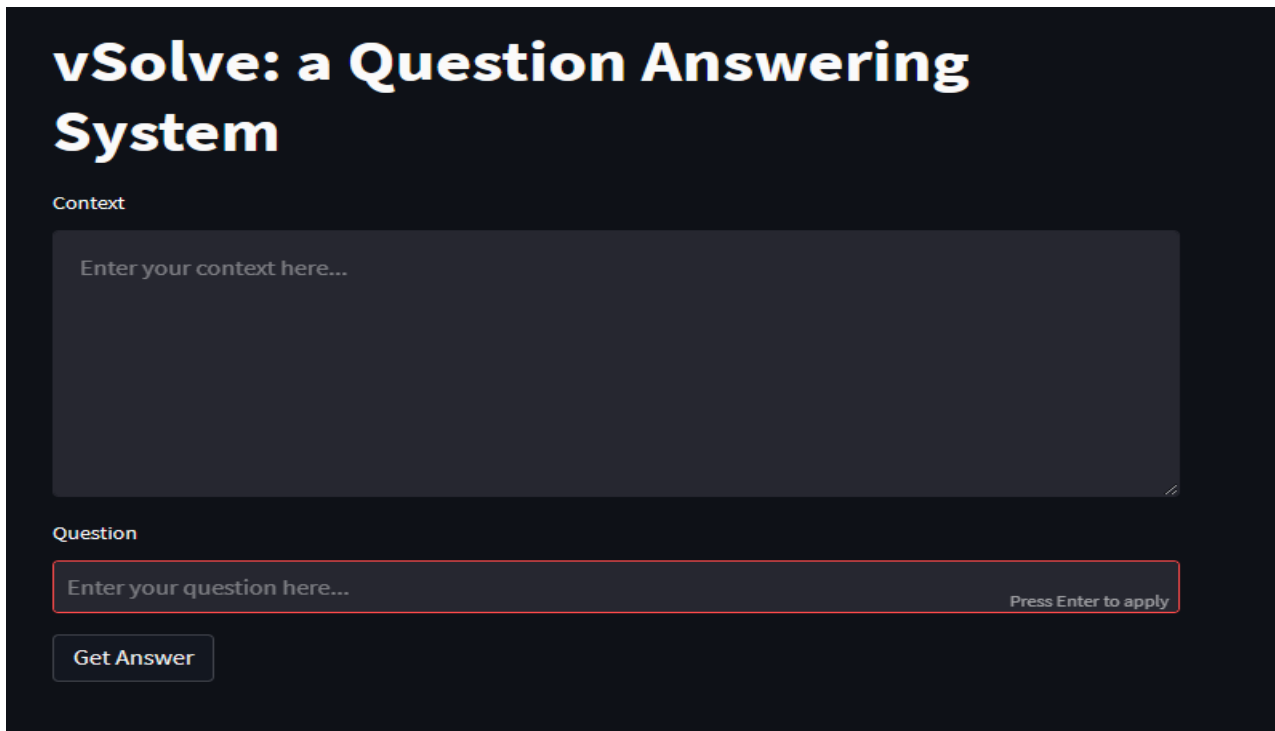 vSolve: a Question Answering
System
Context
Enter your context here...
Question
Enter your question here...
Press Enter to apply
Get Answer